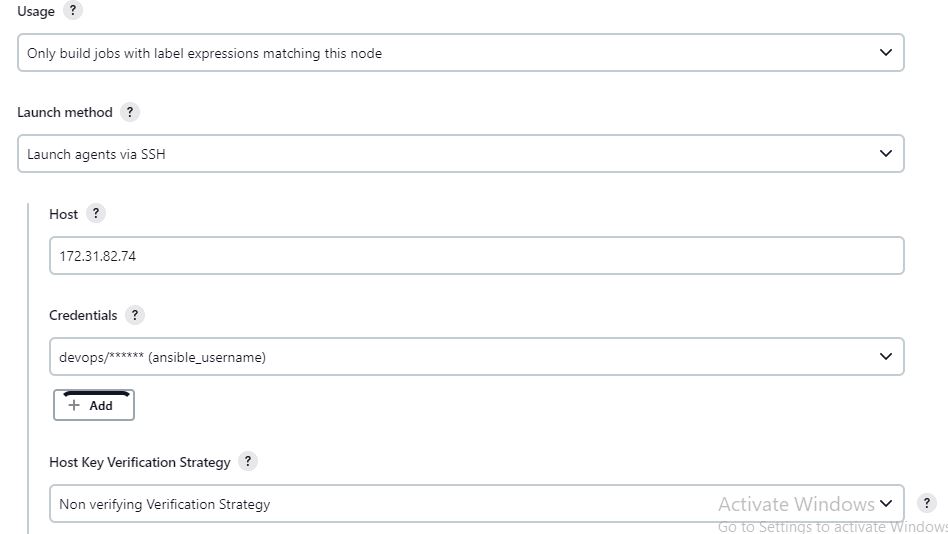 Usage ?
Only build jobs with label expressions matching this node
Launch method ?
Launch agents via SSH
Host ?
172.31.82.74
Credentials ?
devops/****** (ansible_username)
+ Add
Host Key Verification Strategy ?
Non verifying Verification Strategy
?
Activate Windows
Go to Settings to activate Windows